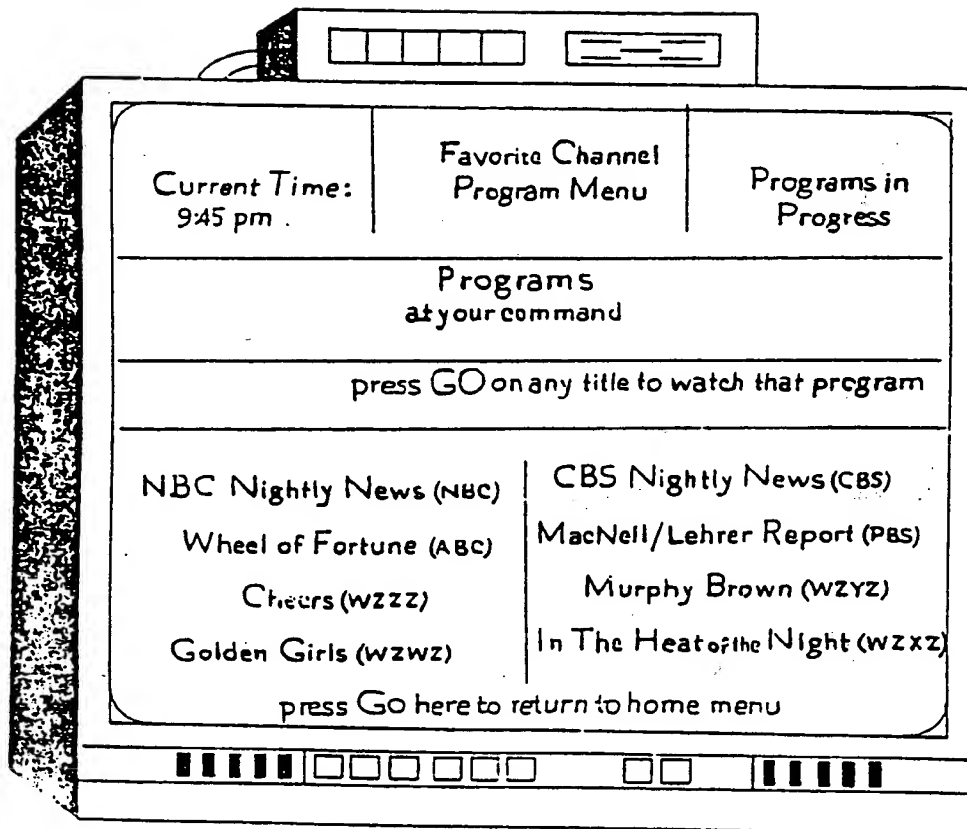 Current Time:
9:45 pm
Favorite Channel
Program Menu
Programs in
Progress
Programs
at your command
press GO on any title to watch that program
NBC Nightly News (NBC)
Wheel of Fortune (ABC)
Cheers (WZZZ)
Golden Girls (WZWZ)
CBS Nightly News (CBS)
MacNeil/Lehrer Report (PBS)
Murphy Brown (WZYZ)
In The Heat of the Night (WZXZ)
press Go here to return to home menu